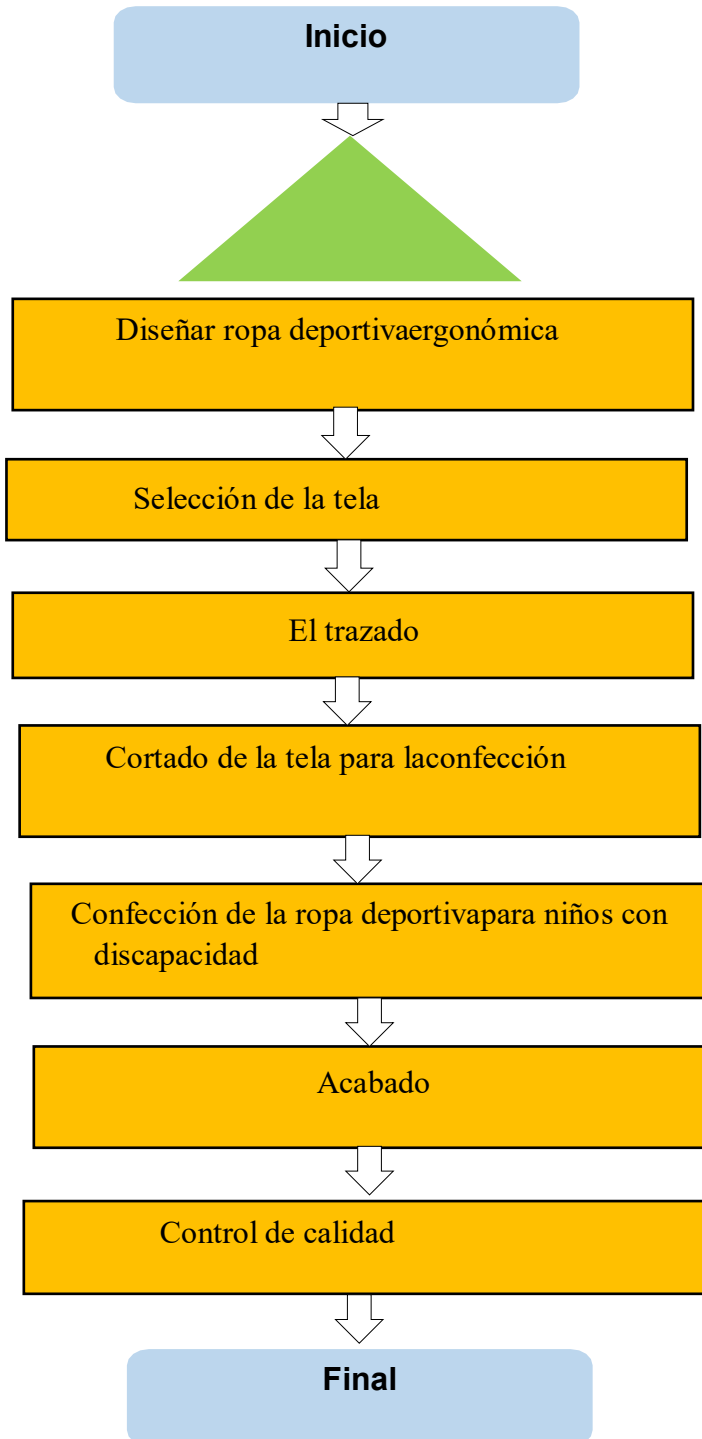 Inicio
Diseñar ropa deportivaergonómica
Selección de la tela
El trazado
Cortado de la tela para laconfección
Confección de la ropa deportivapara niños con
discapacidad
Acabado
Control de calidad
Final